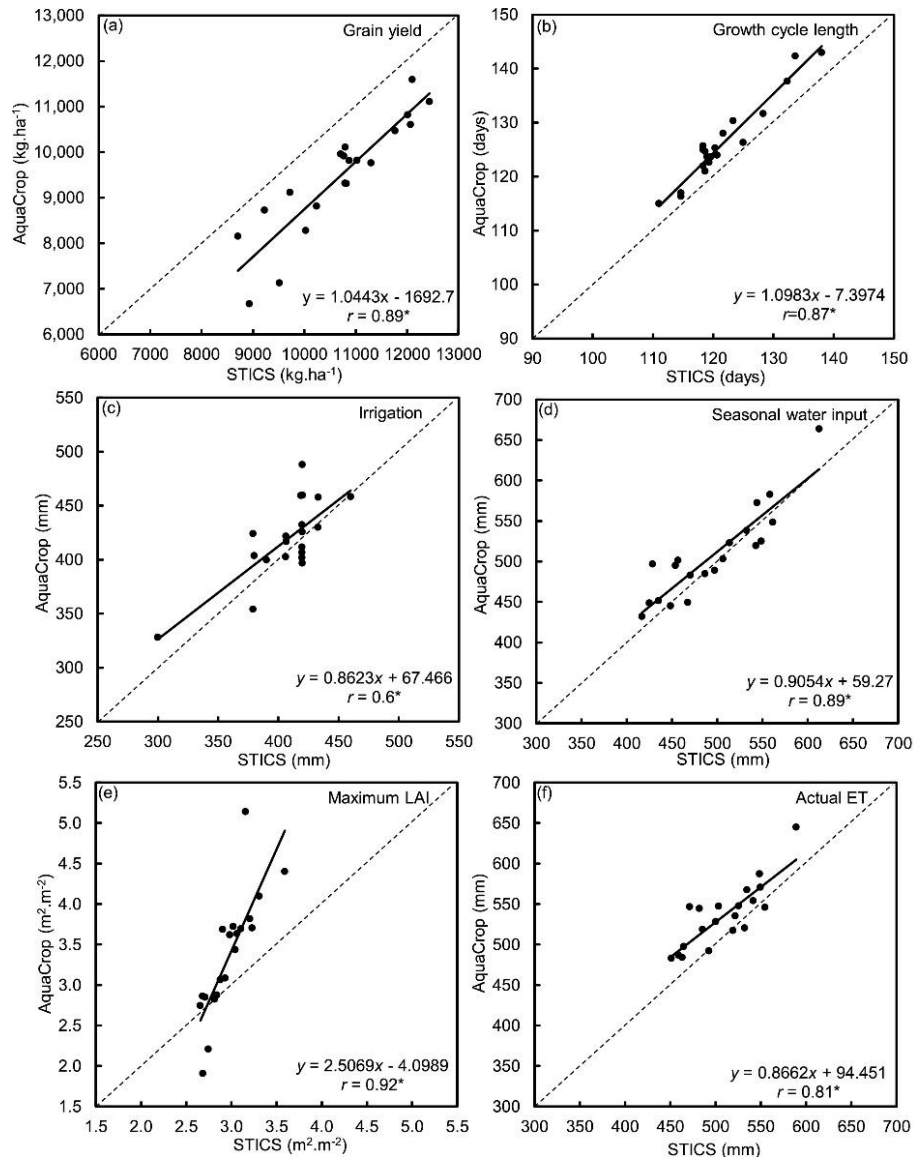 (a)
Grain yield
13,000
12,000
11,000
10,000
9,000
8,000
7,000
6,000
AquaCrop (kg.ha⁻¹)
y = 1.0443x - 1692.7
r = 0.89*
6000 7000 8000 9000 10000 11000 12000 13000
STICS (kg.ha⁻¹)
(b)
Growth cycle length
150
140
130
120
110
100
90
AquaCrop (days)
y = 1.0983x - 7.3974
r=0.87*
90 100 110 120 130 140 150
STICS (days)
(c)
Irrigation
550
500
450
400
350
300
250
AquaCrop (mm)
y = 0.8623x + 67.466
r = 0.6*
250 300 350 400 450 500 550
STICS (mm)
(d)
Seasonal water input
700
650
600
550
500
450
400
350
300
AquaCrop (mm)
y = 0.9054x + 59.27
r = 0.89*
300 350 400 450 500 550 600 650 700
STICS (mm)
(e)
Maximum LAI
5.5
5.0
4.5
4.0
3.5
3.0
2.5
2.0
1.5
AquaCrop (m².m⁻²)
y = 2.5069x - 4.0989
r = 0.92*
1.5 2.0 2.5 3.0 3.5 4.0 4.5 5.0 5.5
STICS (m².m⁻²)
(f)
Actual ET
700
650
600
550
500
450
400
350
300
AquaCrop (mm)
y = 0.8662x + 94.451
r = 0.81*
300 350 400 450 500 550 600 650 700
STICS (mm)